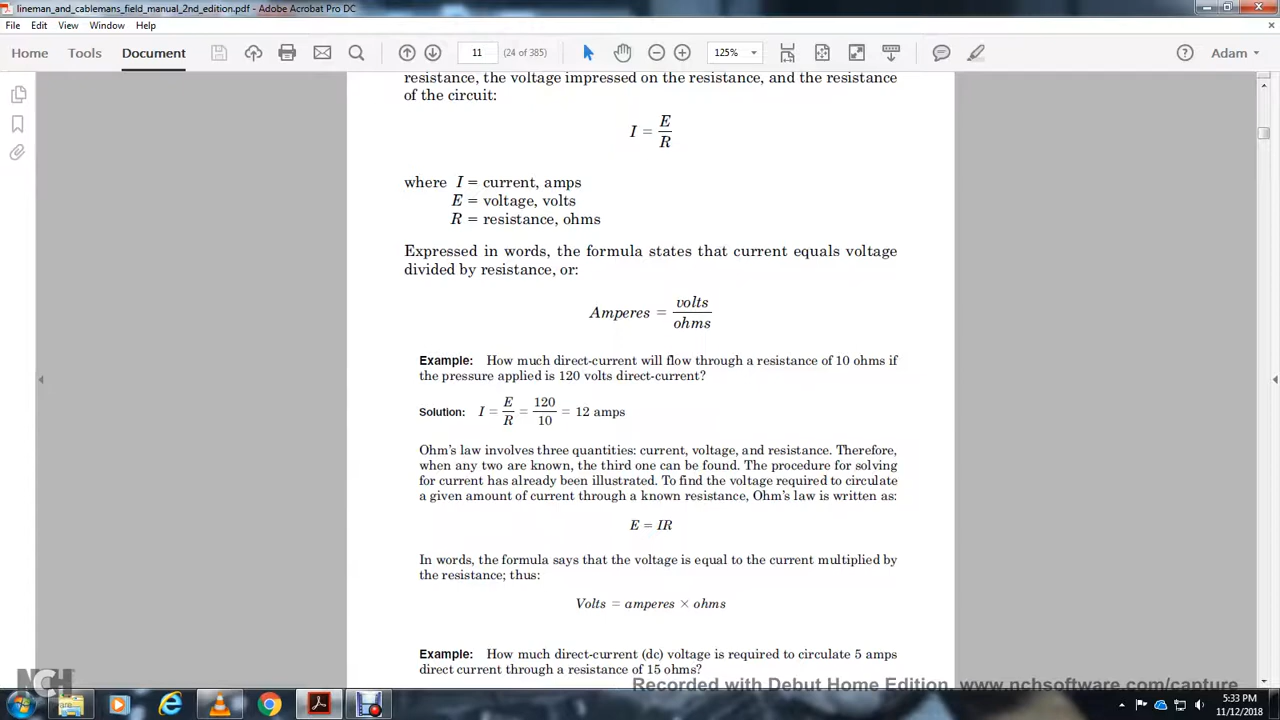 lineman_and_cablemans_field_manual_2nd_edition.pdf - Adobe Acrobat Pro DC
File Edit View Window Help
Home Tools Document 11 (24 of 385) 125% Adam
resistance, the voltage impressed on the resistance, and the resistance
of the circuit:
I = E
R
where I = current, amps
E = voltage, volts
R = resistance, ohms
Expressed in words, the formula states that current equals voltage
divided by resistance, or:
Amperes = volts
ohms
Example: How much direct-current will flow through a resistance of 10 ohms if
the pressure applied is 120 volts direct-current?
Solution: I = E/R = 120/10 = 12 amps
Ohm's law involves three quantities: current, voltage, and resistance. Therefore,
when any two are known, the third one can be found. The procedure for solving
for current has already been illustrated. To find the voltage required to circulate
a given amount of current through a known resistance, Ohm's law is written as:
E = IR
In words, the formula says that the voltage is equal to the current multiplied by
the resistance; thus:
Volts = amperes × ohms
Example: How much direct-current (dc) voltage is required to circulate 5 amps
direct current through a resistance of 15 ohms?
Recorded with Debut Home Edition www.nchsoftware.com/capture
NCH
5:33 PM
11/12/2018